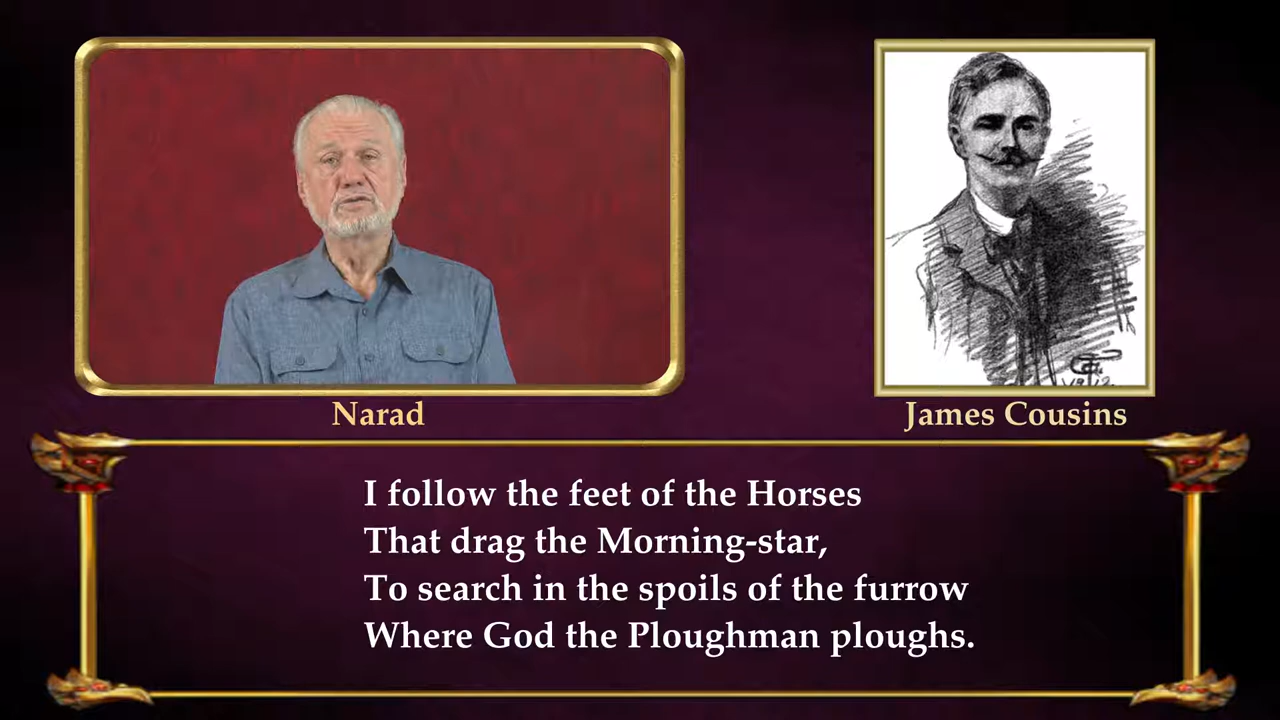 Narad
James Cousins
I follow the feet of the Horses
That drag the Morning-star,
To search in the spoils of the furrow
Where God the Ploughman ploughs.